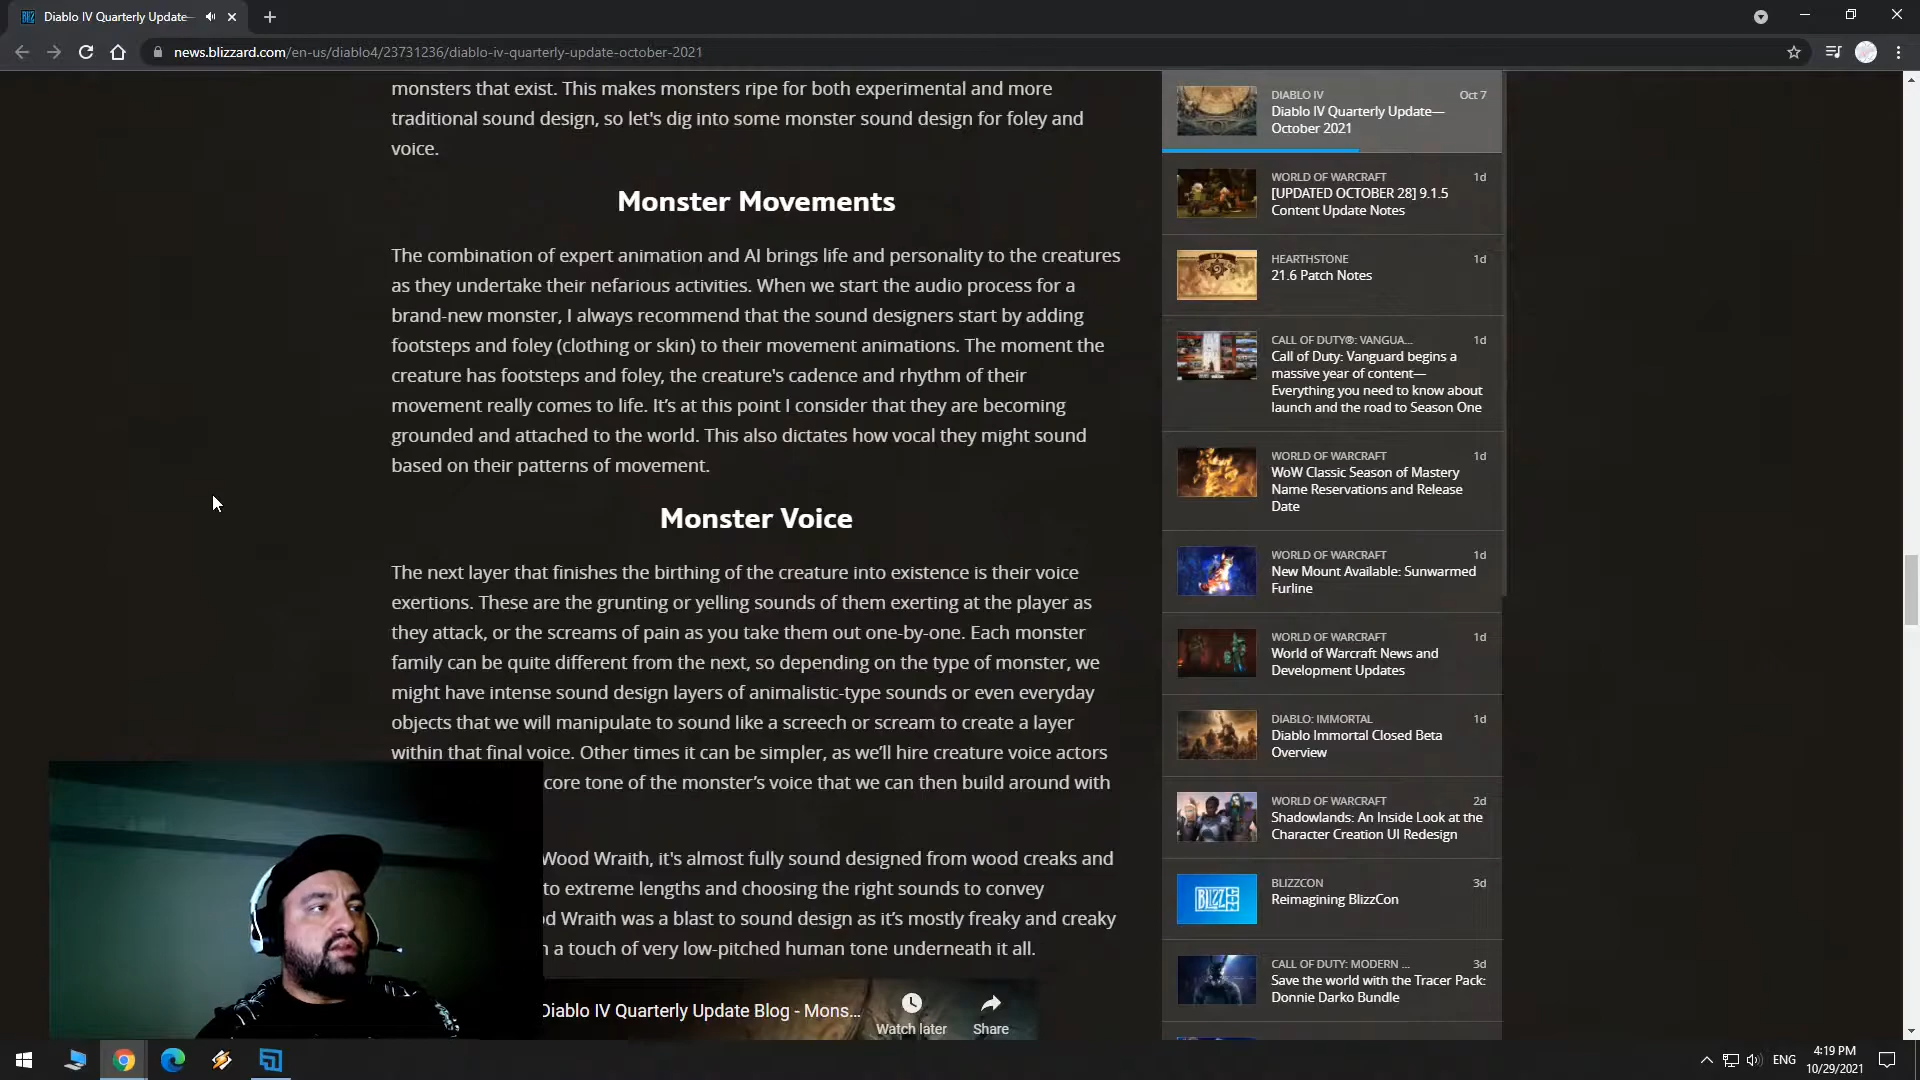 Diablo IV Quarterly Update—
news.blizzard.com/en-us/diablo4/23731236/diablo-iv-quarterly-update-october-2021
monsters that exist. This makes monsters ripe for both experimental and more
traditional sound design, so let's dig into some monster sound design for foley and
voice.
Monster Movements
The combination of expert animation and AI brings life and personality to the creatures
as they undertake their nefarious activities. When we start the audio process for a
brand-new monster, I always recommend that the sound designers start by adding
footsteps and foley (clothing or skin) to their movement animations. The moment the
creature has footsteps and foley, the creature's cadence and rhythm of their
movement really comes to life. It’s at this point I consider that they are becoming
grounded and attached to the world. This also dictates how vocal they might sound
based on their patterns of movement.
Monster Voice
The next layer that finishes the birthing of the creature into existence is their voice
exertions. These are the grunting or yelling sounds of them exerting at the player as
they attack, or the screams of pain as you take them out one-by-one. Each monster
family can be quite different from the next, so depending on the type of monster, we
might have intense sound design layers of animalistic-type sounds or even everyday
objects that we will manipulate to sound like a screech or scream to create a layer
within that final voice. Other times it can be simpler, as we’ll hire creature voice actors
core tone of the monster’s voice that we can then build around with
Wood Wraith, it's almost fully sound designed from wood creaks and
to extreme lengths and choosing the right sounds to convey
d Wraith was a blast to sound design as it’s mostly freaky and creaky
a touch of very low-pitched human tone underneath it all.
Diablo IV Quarterly Update Blog - Mons...
Watch later
Share
DIABLO IV
Oct 7
Diablo IV Quarterly Update—
October 2021
WORLD OF WARCRAFT
1d
[UPDATED OCTOBER 28] 9.1.5
Content Update Notes
HEARTHSTONE
1d
21.6 Patch Notes
CALL OF DUTY®: VANGUA...
1d
Call of Duty: Vanguard begins a
massive year of content—
Everything you need to know about
launch and the road to Season One
WORLD OF WARCRAFT
1d
WoW Classic Season of Mastery
Name Reservations and Release
Date
WORLD OF WARCRAFT
1d
New Mount Available: Sunwarmed
Furline
WORLD OF WARCRAFT
1d
World of Warcraft News and
Development Updates
DIABLO: IMMORTAL
1d
Diablo Immortal Closed Beta
Overview
WORLD OF WARCRAFT
2d
Shadowlands: An Inside Look at the
Character Creation UI Redesign
BLIZZCON
3d
Reimagining BlizzCon
CALL OF DUTY: MODERN ...
3d
Save the world with the Tracer Pack:
Donnie Darko Bundle
ENG
4:19 PM
10/29/2021